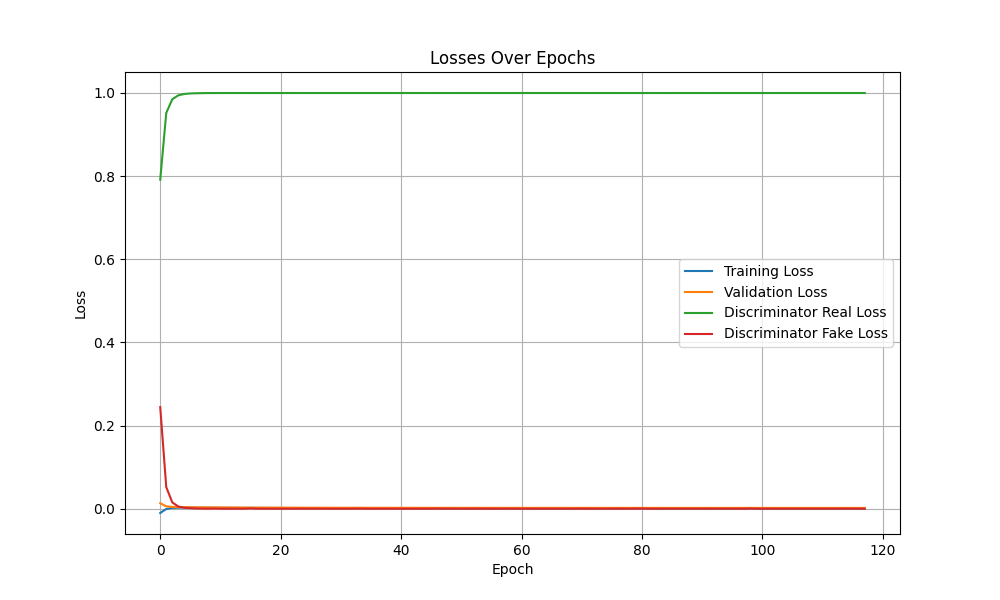 Losses Over Epochs
Loss
1.0
0.8
0.6
0.4
0.2
0.0
Training Loss
Validation Loss
Discriminator Real Loss
Discriminator Fake Loss
0
20
40
60
80
100
120
Epoch